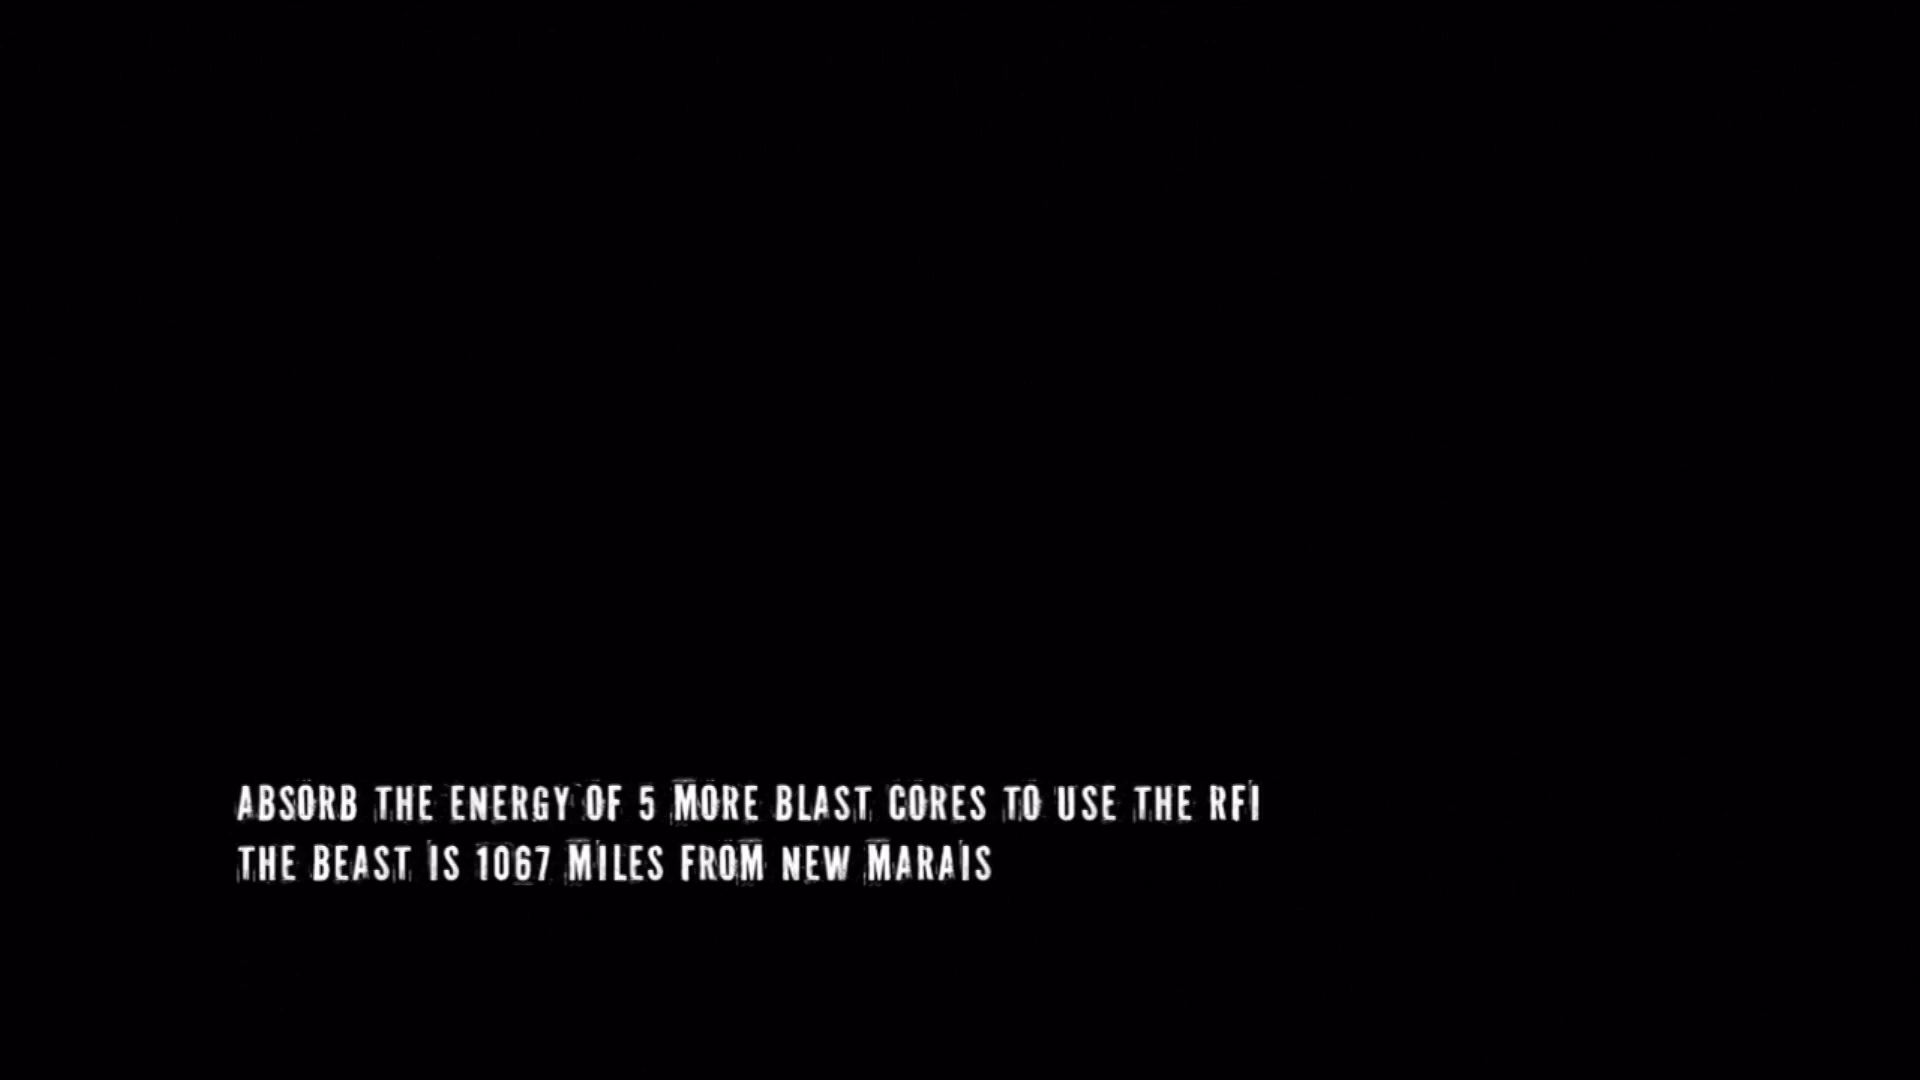 ABSORB THE ENERGY OF 5 MORE BLAST CORES TO USE THE RFI
THE BEAST IS 1067 MILES FROM NEW MARAIS